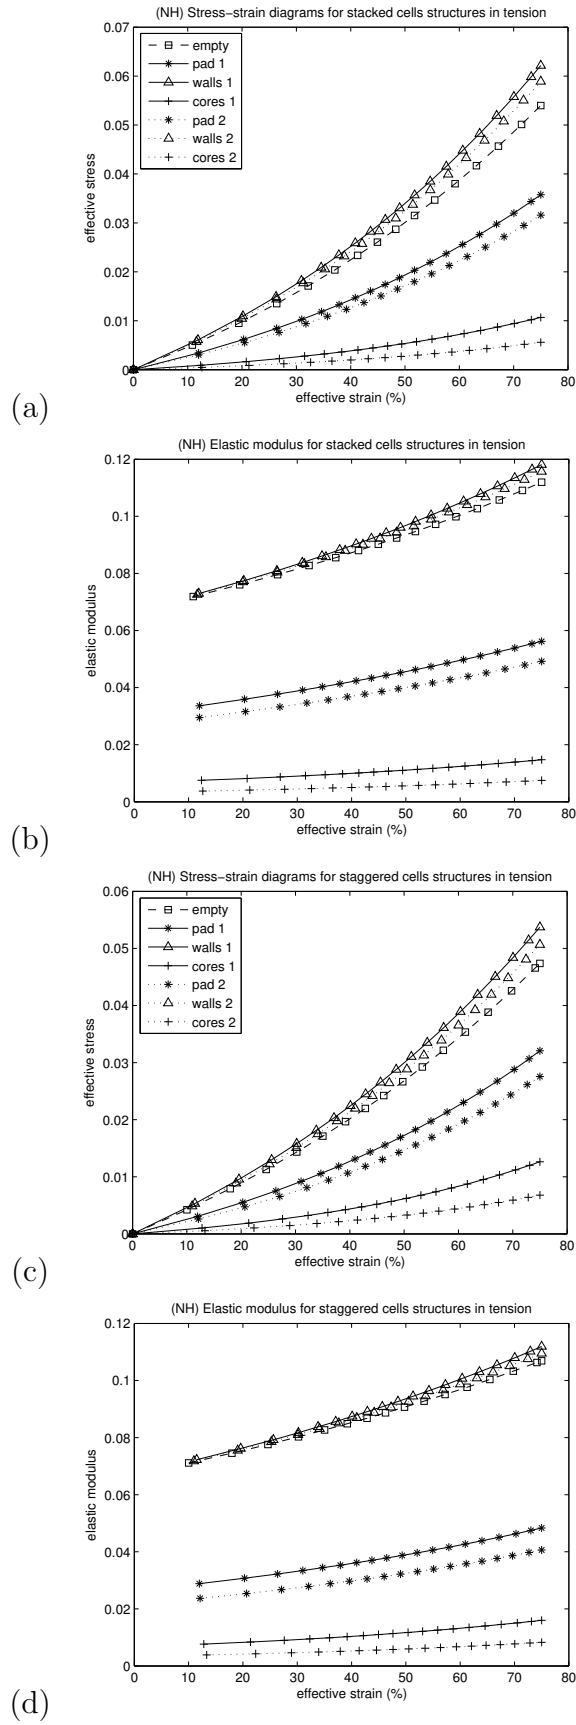 (NH) Stress−strain diagrams for stacked cells structures in tension
0.07
0.06
0.05
0.04
0.03
0.02
0.01
0
effective stress
empty
pad 1
walls 1
cores 1
pad 2
walls 2
cores 2
0 10 20 30 40 50 60 70 80
effective strain (%)
(a)
(NH) Elastic modulus for stacked cells structures in tension
0.12
0.1
0.08
0.06
0.04
0.02
0
elastic modulus
0 10 20 30 40 50 60 70 80
effective strain (%)
(b)
(NH) Stress−strain diagrams for staggered cells structures in tension
0.06
0.05
0.04
0.03
0.02
0.01
0
effective stress
empty
pad 1
walls 1
cores 1
pad 2
walls 2
cores 2
0 10 20 30 40 50 60 70 80
effective strain (%)
(c)
(NH) Elastic modulus for staggered cells structures in tension
0.12
0.1
0.08
0.06
0.04
0.02
0
elastic modulus
0 10 20 30 40 50 60 70 80
effective strain (%)
(d)